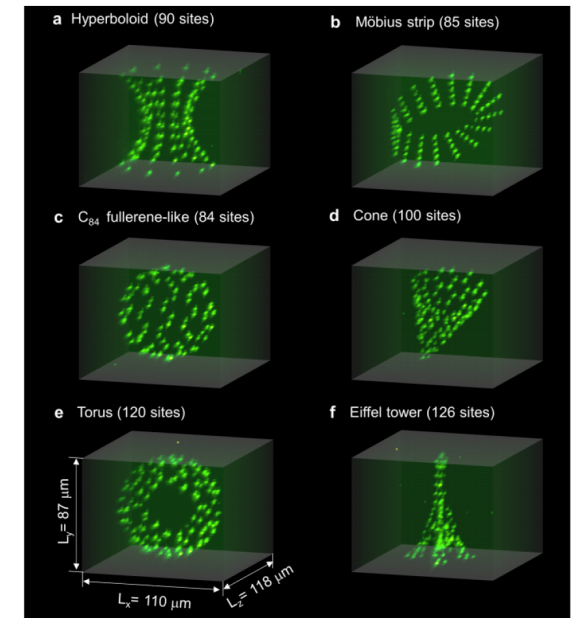 a Hyperboloid (90 sites)
b Möbius strip (85 sites)
c C₈₄ fullerene-like (84 sites)
d Cone (100 sites)
e Torus (120 sites)
f Eiffel tower (126 sites)
Ly= 87 μm
Lx= 110 μm
Lz= 118 μm